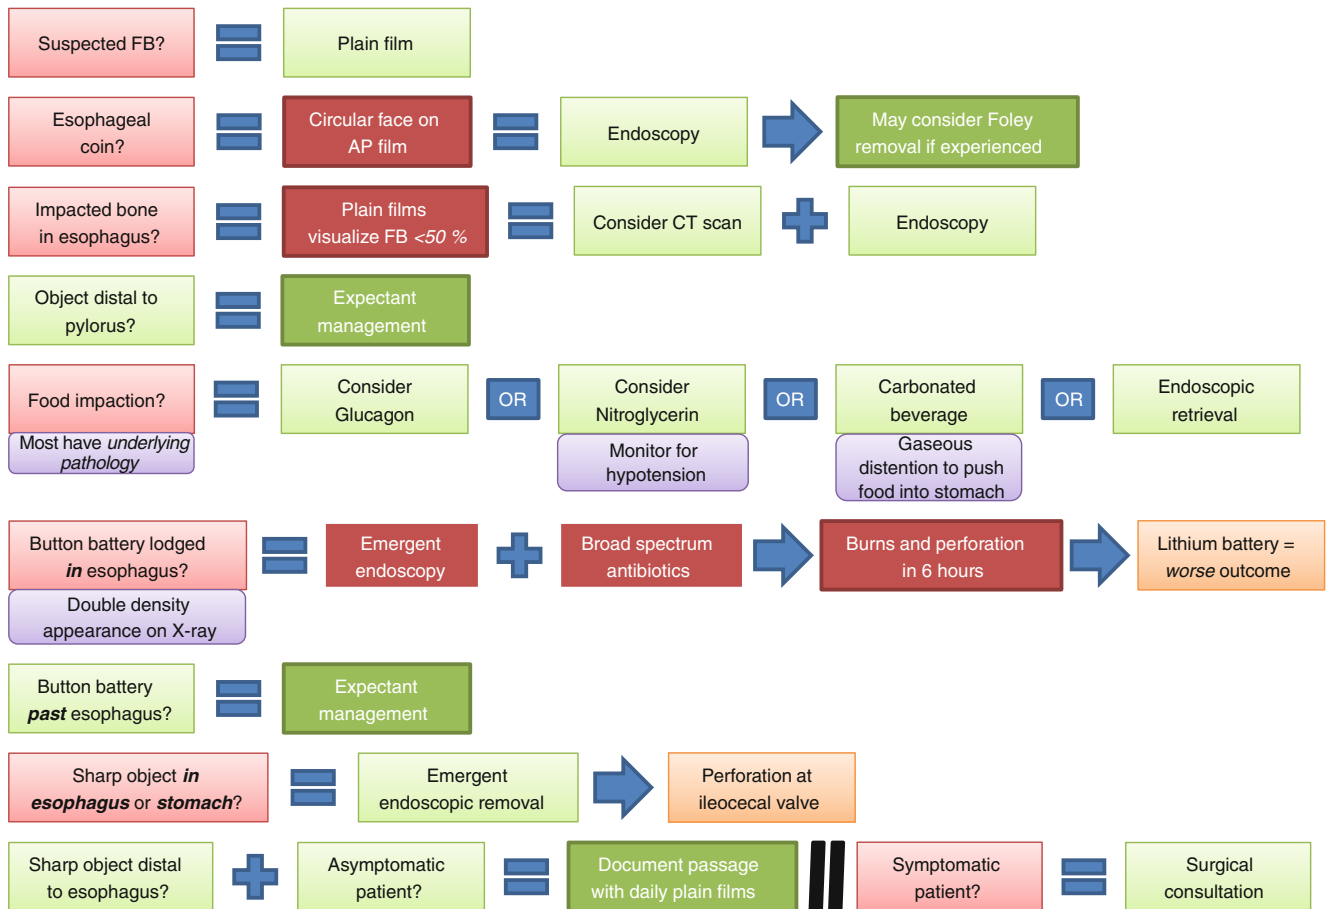 Suspected FB?
Plain film
Esophageal
coin?
Circular face on
AP film
Endoscopy
May consider Foley
removal if experienced
Impacted bone
in esophagus?
Plain films
visualize FB <50 %
Consider CT scan
Endoscopy
Object distal to
pylorus?
Expectant
management
Food impaction?
Most have underlying
pathology
Consider
Glucagon
OR
Consider
Nitroglycerin
Monitor for
hypotension
OR
Carbonated
beverage
Gaseous
distention to push
food into stomach
OR
Endoscopic
retrieval
Button battery lodged
in esophagus?
Double density
appearance on X-ray
Emergent
endoscopy
Broad spectrum
antibiotics
Burns and perforation
in 6 hours
Lithium battery =
worse outcome
Button battery
past esophagus?
Expectant
management
Sharp object in
esophagus or stomach?
Emergent
endoscopic removal
Perforation at
ileocecal valve
Sharp object distal
to esophagus?
Asymptomatic
patient?
Document passage
with daily plain films
Symptomatic
patient?
Surgical
consultation